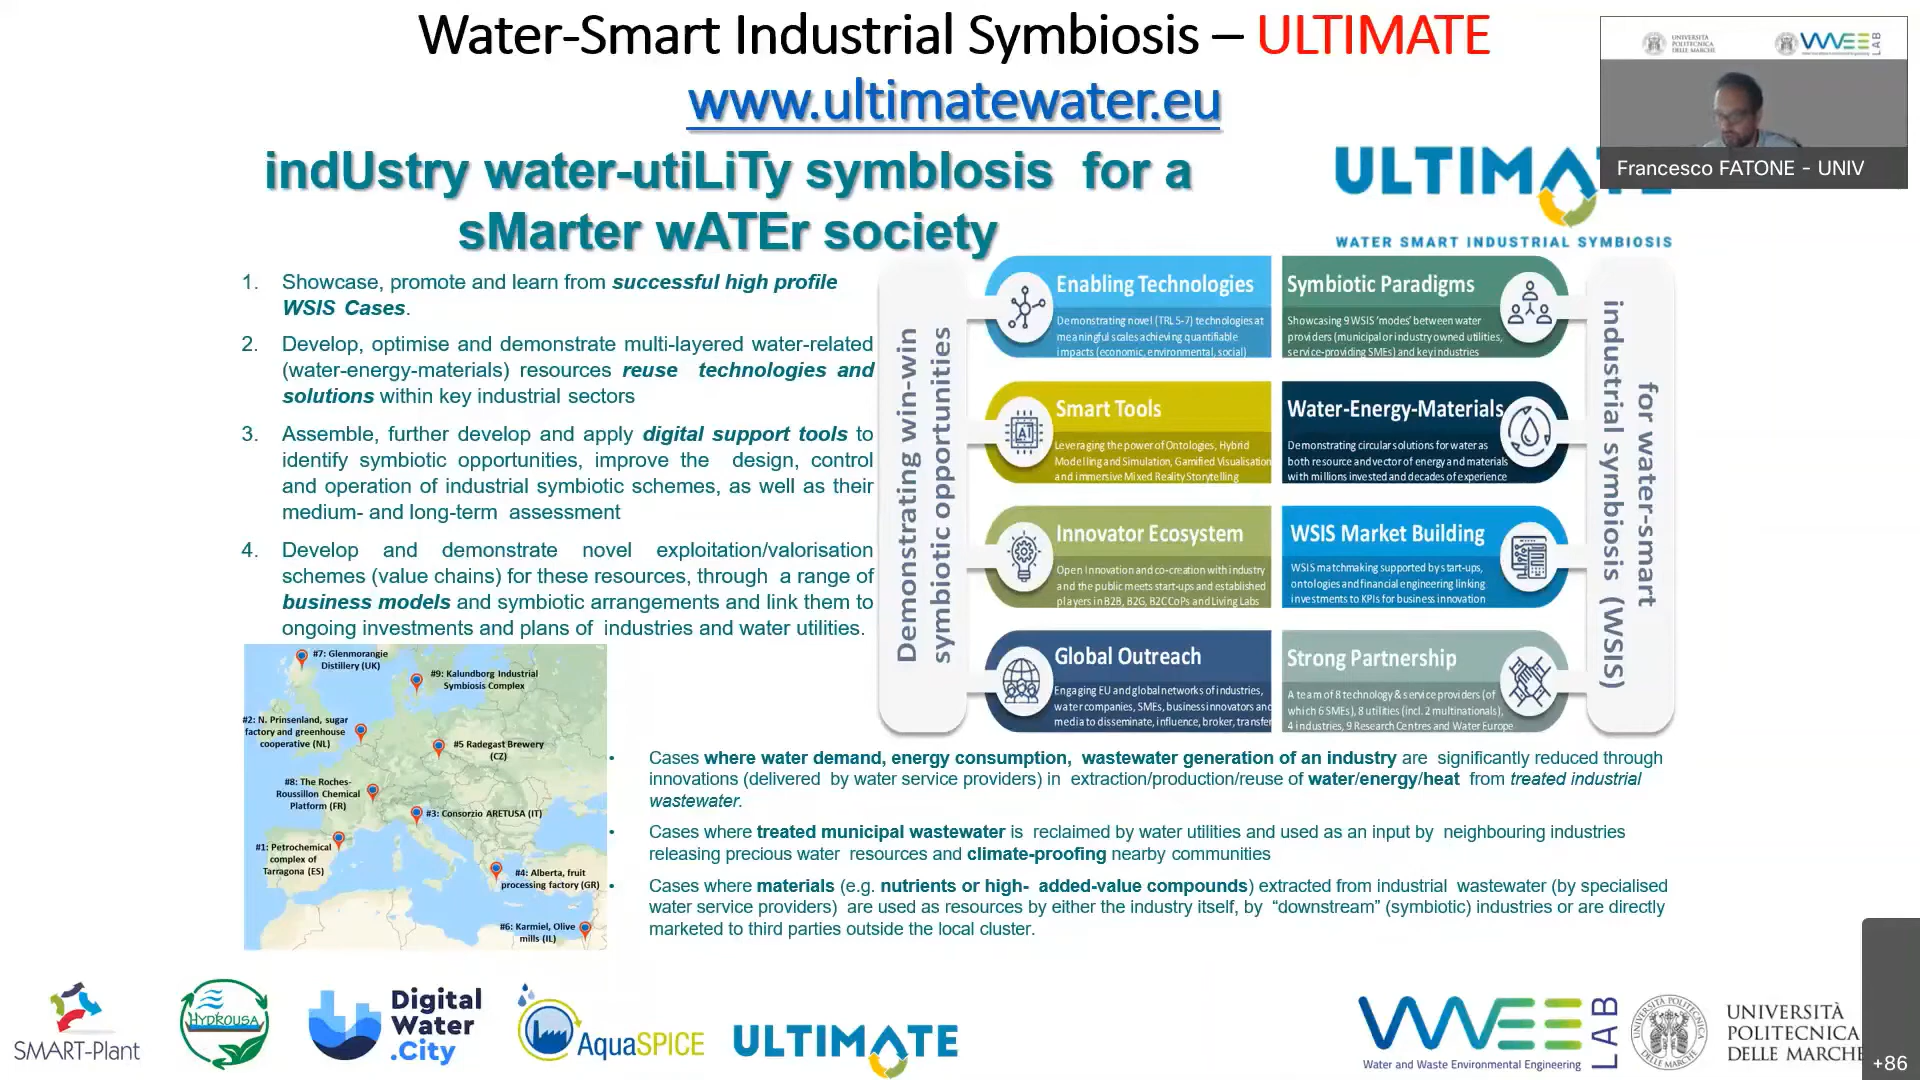 Water-Smart Industrial Symbiosis – ULTIMATE
www.ultimatewater.eu
indUstry water-utiLiTy symbIosis for a
sMarter wATEr society
UNIVERSITÀ
POLITECNICA
DELLE MARCHE
WWEE LAB
Francesco FATONE - UNIV
ULTIMATE
WATER SMART INDUSTRIAL SYMBIOSIS
1. Showcase, promote and learn from successful high profile
WSIS Cases.
2. Develop, optimise and demonstrate multi-layered water-related
(water-energy-materials) resources reuse technologies and
solutions within key industrial sectors
3. Assemble, further develop and apply digital support tools to
identify symbiotic opportunities, improve the design, control
and operation of industrial symbiotic schemes, as well as their
medium- and long-term assessment
4. Develop and demonstrate novel exploitation/valorisation
schemes (value chains) for these resources, through a range of
business models and symbiotic arrangements and link them to
ongoing investments and plans of industries and water utilities.
Demonstrating win-win
symbiotic opportunities
Enabling Technologies
Demonstrating novel (TRL 5-7) technologies at
meaningful scales achieving quantifiable
impacts (economic, environmental, social)
Symbiotic Paradigms
Showcasing 9 WSIS 'modes' between water
providers (municipal or industry owned utilities,
service-providing SMEs) and key industries
Smart Tools
Leveraging the power of Ontologies, Hybrid
Modelling and Simulation, Gamified Visualisation
and immersive Mixed Reality Storytelling
AI
Water-Energy-Materials
Demonstrating circular solutions for water as
both resource and vector of energy and materials
with millions invested and decades of experience
Innovator Ecosystem
Open Innovation and co-creation with industry
and the public meets start-ups and established
players in B2B, B2G, B2C CoPs and Living Labs
WSIS Market Building
WSIS matchmaking supported by start-ups,
ontologies and financial engineering linking
investments to KPIs for business innovation
Global Outreach
Engaging EU and global networks of industries,
water companies, SMEs, business innovators and
media to disseminate, influence, broker, transfer
Strong Partnership
A team of 8 technology & service providers (of
which 6 SMEs), 8 utilities (incl. 2 multinationals),
4 industries, 9 Research Centres and Water Europe
for water-smart
industrial symbiosis (WSIS)
#7: Glenmorangie
Distillery (UK)
#9: Kalundborg Industrial
Symbiosis Complex
#2: N. Prinsenland, sugar
factory and greenhouse
cooperative (NL)
#5 Radegast Brewery
(CZ)
#8: The Roches-
Roussillon Chemical
Platform (FR)
#3: Consorzio ARETUSA (IT)
#1: Petrochemical
complex of
Tarragona (ES)
#4: Alberta, fruit
processing factory (GR)
#6: Karmiel, Olive
mills (IL)
• Cases where water demand, energy consumption, wastewater generation of an industry are significantly reduced through
innovations (delivered by water service providers) in extraction/production/reuse of water/energy/heat from treated industrial
wastewater.
• Cases where treated municipal wastewater is reclaimed by water utilities and used as an input by neighbouring industries
releasing precious water resources and climate-proofing nearby communities
• Cases where materials (e.g. nutrients or high- added-value compounds) extracted from industrial wastewater (by specialised
water service providers) are used as resources by either the industry itself, by "downstream" (symbiotic) industries or are directly
marketed to third parties outside the local cluster.
SMART-Plant
HYDROUSA
Digital
Water
.City
AquaSPICE
ULTIMATE
WWEE LAB
Water and Waste Environmental Engineering
UNIVERSITÀ
POLITECNICA
DELLE MARCHE
+86